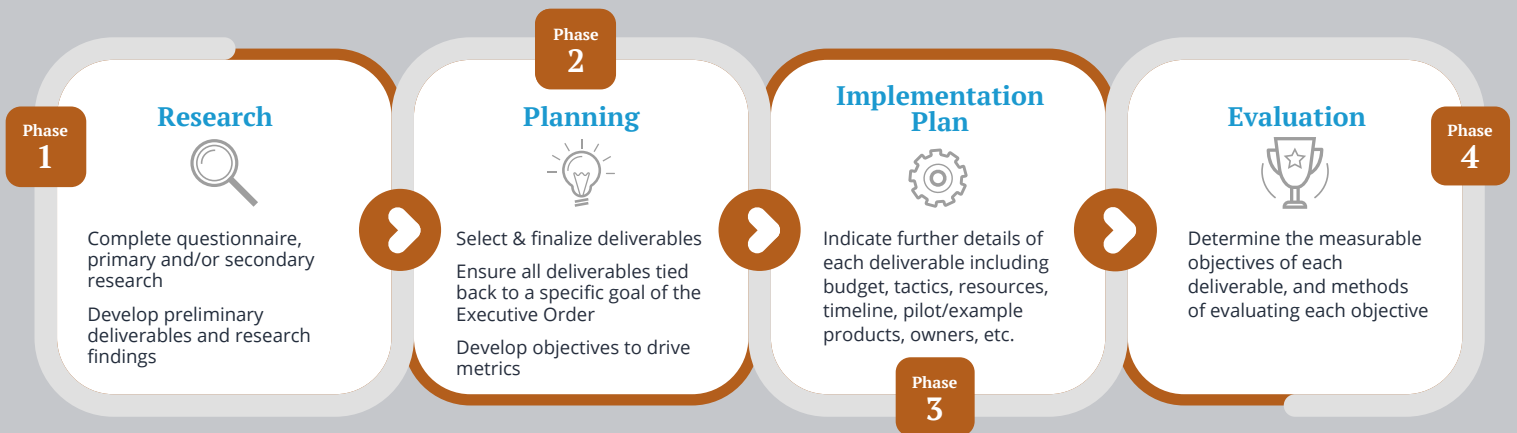 Phase
1
Research
Complete questionnaire,
primary and/or secondary
research
Develop preliminary
deliverables and research
findings
Phase
2
Planning
Select & finalize deliverables
Ensure all deliverables tied
back to a specific goal of the
Executive Order
Develop objectives to drive
metrics
Implementation
Plan
Indicate further details of
each deliverable including
budget, tactics, resources,
timeline, pilot/example
products, owners, etc.
Phase
3
Evaluation
Phase
4
Determine the measurable
objectives of each
deliverable, and methods
of evaluating each objective